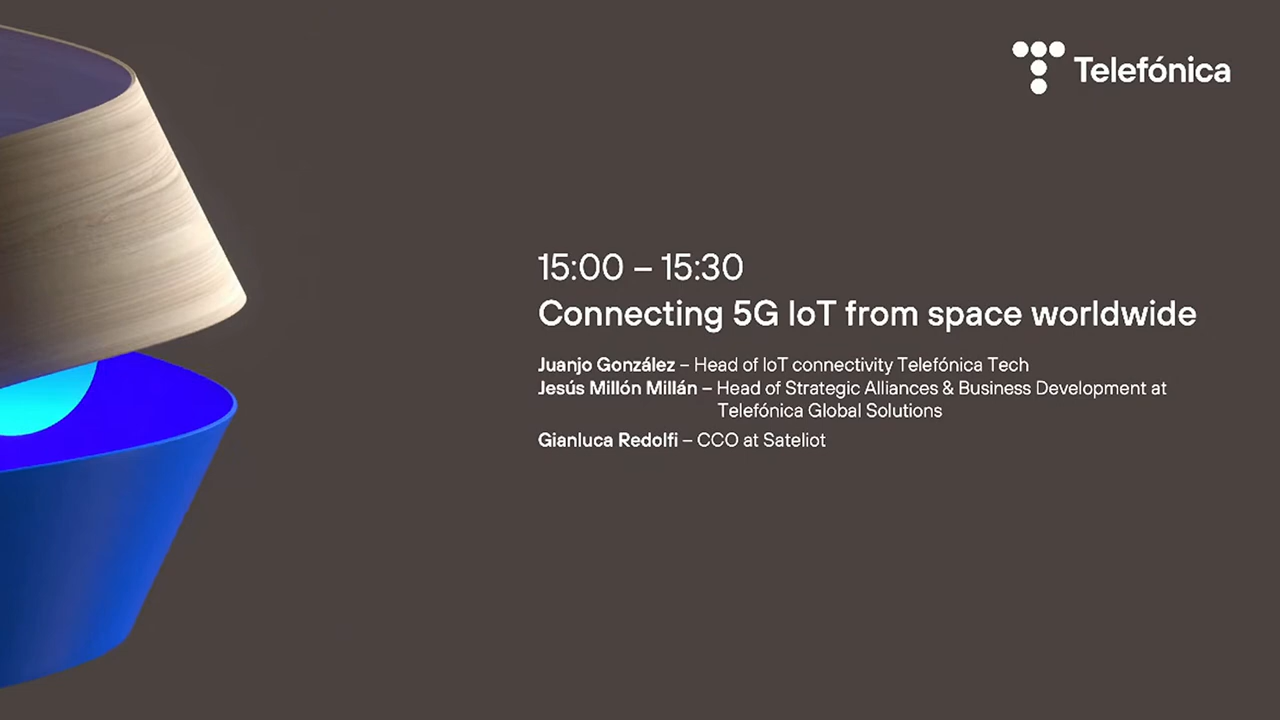 Telefónica
15:00 – 15:30
Connecting 5G IoT from space worldwide
Juanjo González – Head of IoT connectivity Telefónica Tech
Jesús Millón Millán – Head of Strategic Alliances & Business Development at
Telefónica Global Solutions
Gianluca Redolfi – CCO at Sateliot